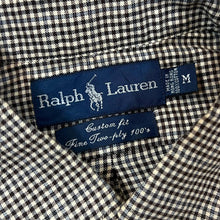 Ralph Lauren
M
Custom fit
Fine Two-ply 100's